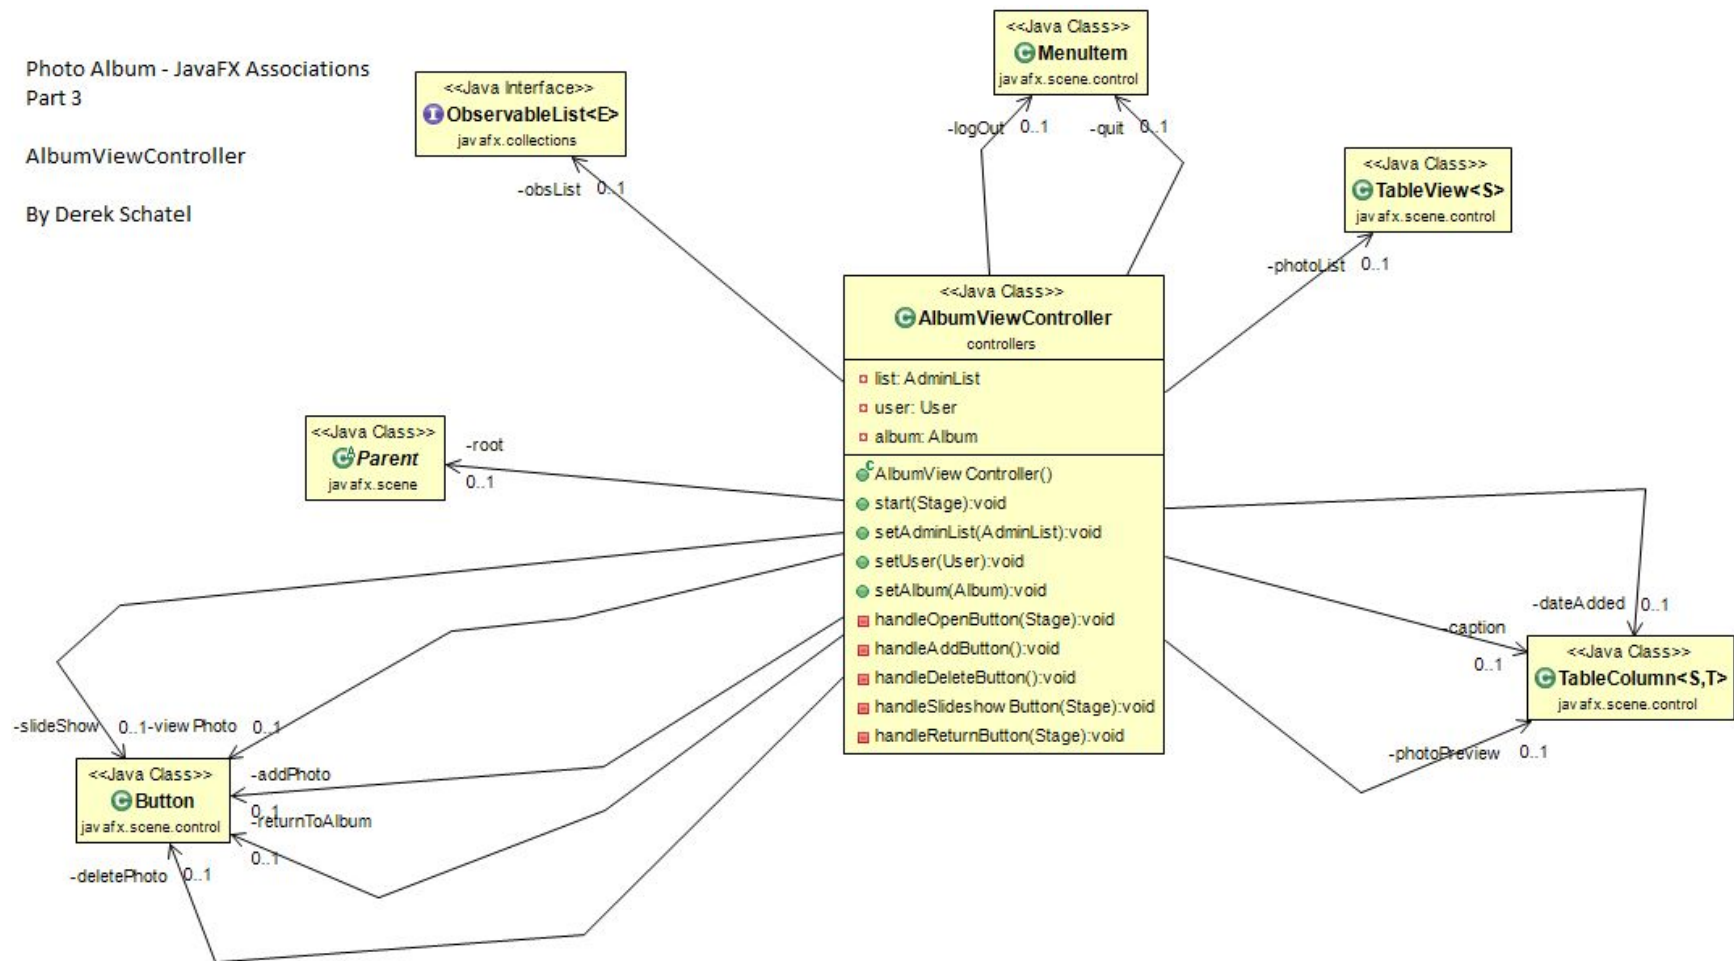 Photo Album - JavaFX Associations
Part 3
AlbumViewController
By Derek Schatel
<<Java Interface>>
ObservableList<E>
javafx.collections
-obsList 0..1
<<Java Class>>
MenuItem
javafx.scene.control
-logOut 0..1
-quit 0..1
<<Java Class>>
TableView<S>
javafx.scene.control
-photoList 0..1
<<Java Class>>
AlbumViewController
controllers
list: AdminList
user: User
album: Album
AlbumViewController()
start(Stage):void
setAdminList(AdminList):void
setUser(User):void
setAlbum(Album):void
handleOpenButton(Stage):void
handleAddButton():void
handleDeleteButton():void
handleSlideshowButton(Stage):void
handleReturnButton(Stage):void
<<Java Class>>
Parent
javafx.scene
-root
0..1
-slideShow 0..1
-viewPhoto 0..1
<<Java Class>>
Button
javafx.scene.control
-addPhoto
0..1
-returnToAlbum
0..1
-deletePhoto 0..1
-dateAdded 0..1
-caption
0..1
<<Java Class>>
TableColumn<S,T>
javafx.scene.control
-photoPreview 0..1